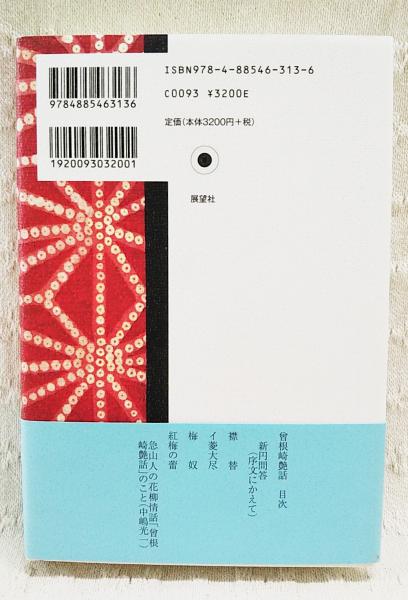 ISBN978-4-88546-313-6
C0093 ¥3200E
定価(本体3200円+税)
9784885463136
1920093032001
展望社
曾根崎艶話 目次
新円問答
(序文にかえて)
襟替
イ菱大尽
梅奴
紅梅の蕾
急山人の花柳情話「曾根
崎艶話」のこと(中嶋光一)